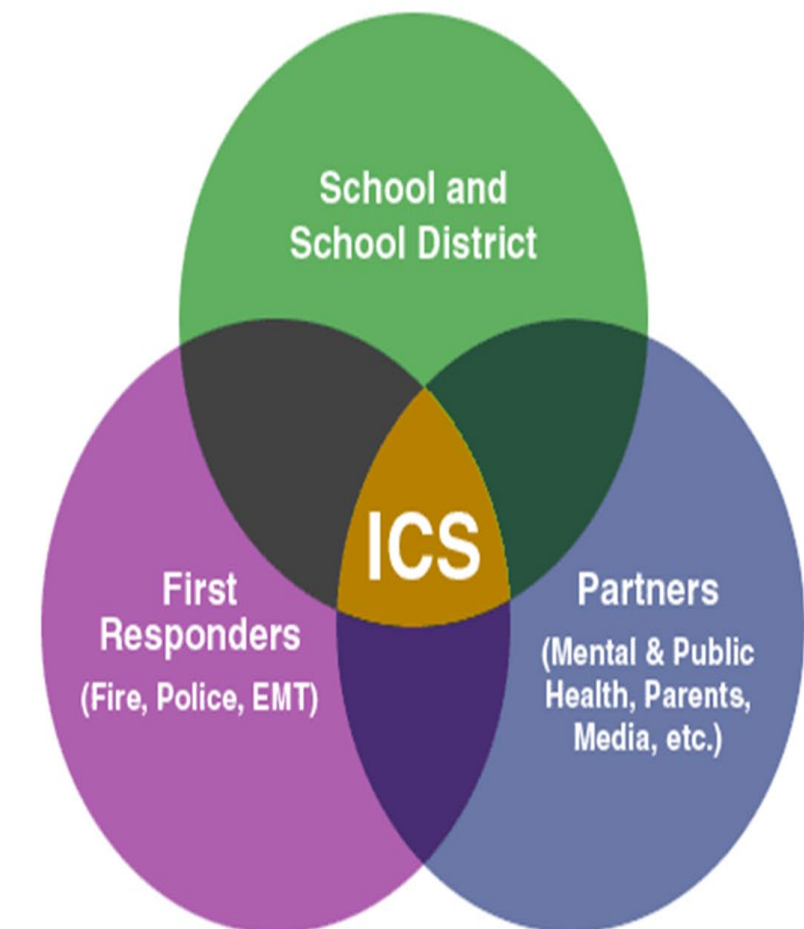 School and
School District
ICS
First
Responders
(Fire, Police, EMT)
Partners
(Mental & Public
Health, Parents,
Media, etc.)